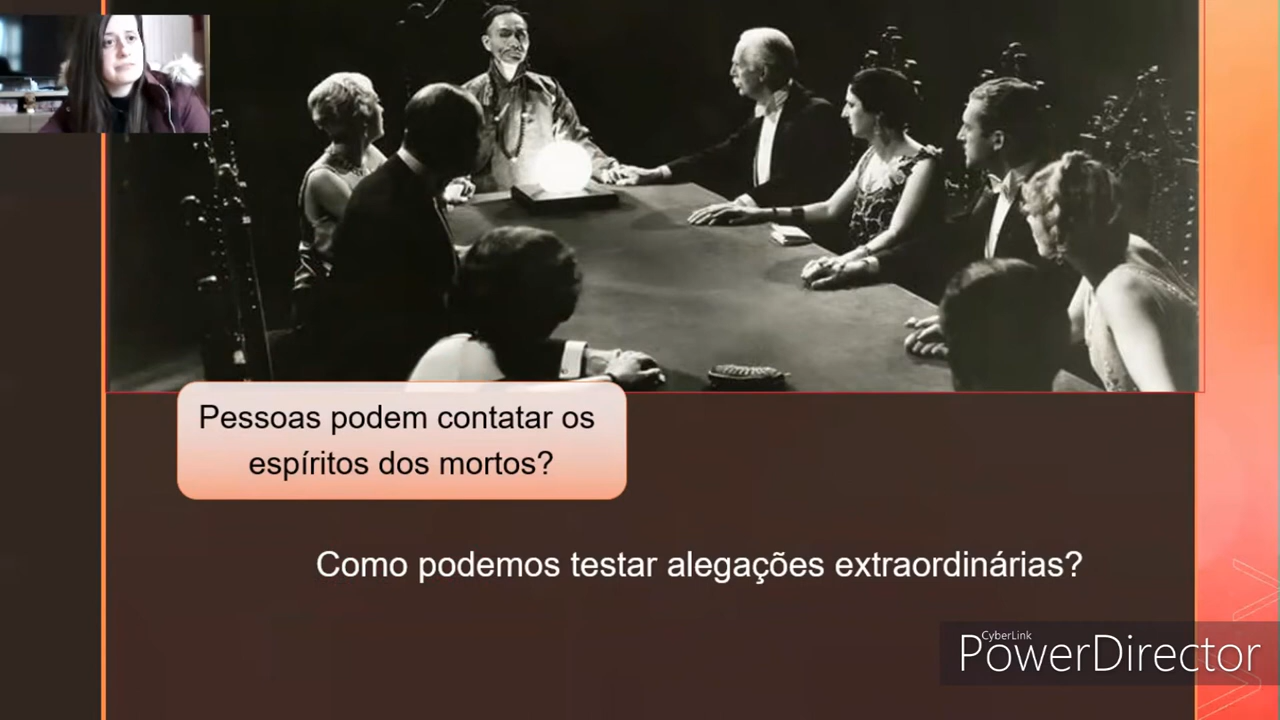 Pessoas podem contatar os
espíritos dos mortos?
Como podemos testar alegações extraordinárias?
CyberLink
PowerDirector